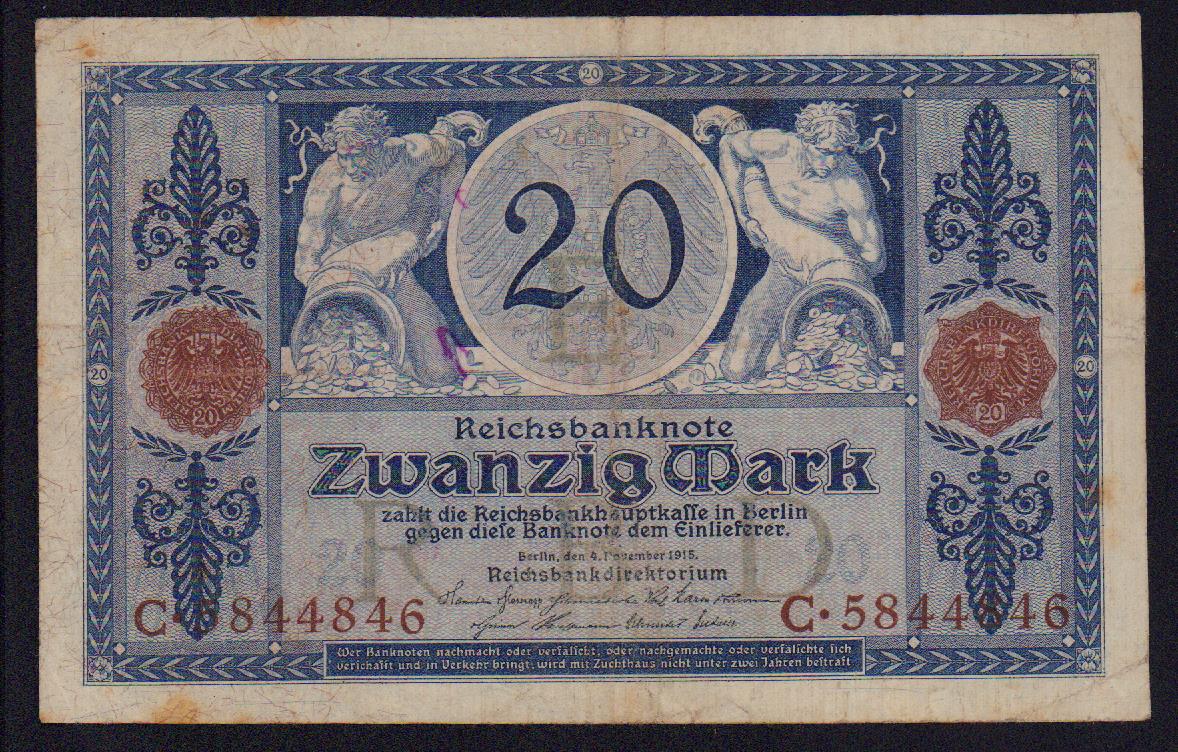 20
20
20
20
20
20
Reichsbanknote
Zwanzig Mark
zahlt die Reichsbankhauptkasse in Berlin
gegen diese Banknote dem Einlieferer.
Berlin, den 4. November 1915.
Reichsbankdirektorium
C·5844846
C·5844846
Wer Banknoten nachmacht oder verfälscht, oder nachgemachte oder verfälschte sich
verschafft und in Verkehr bringt, wird mit Zuchthaus nicht unter zwei Jahren bestraft